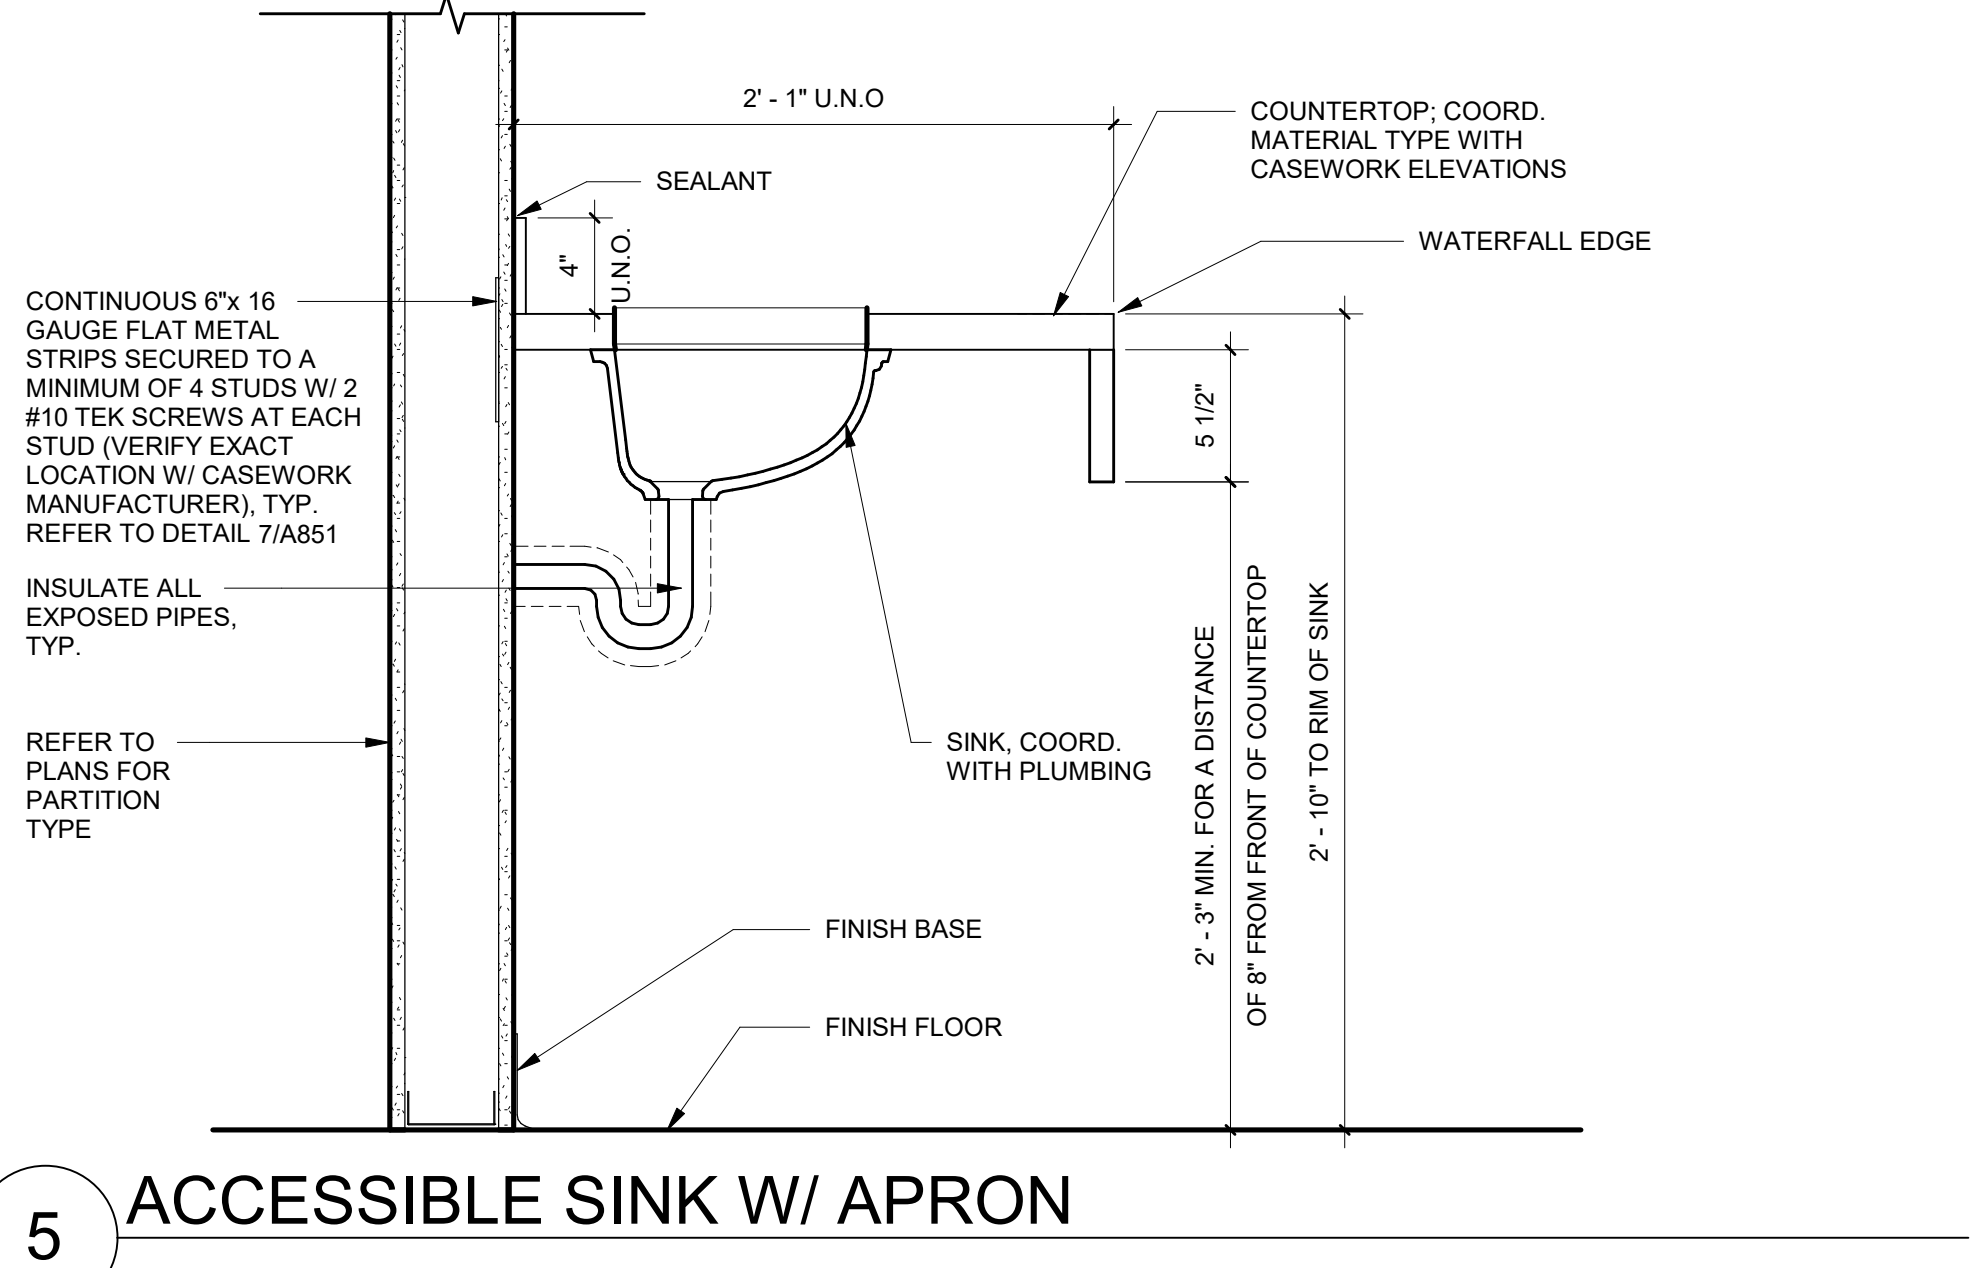 2' - 1" U.N.O
COUNTERTOP; COORD.
MATERIAL TYPE WITH
CASEWORK ELEVATIONS
SEALANT
4"
U.N.O.
WATERFALL EDGE
CONTINUOUS 6"x 16
GAUGE FLAT METAL
STRIPS SECURED TO A
MINIMUM OF 4 STUDS W/ 2
#10 TEK SCREWS AT EACH
STUD (VERIFY EXACT
LOCATION W/ CASEWORK
MANUFACTURER), TYP.
REFER TO DETAIL 7/A851
5 1/2"
INSULATE ALL
EXPOSED PIPES,
TYP.
2' - 3" MIN. FOR A DISTANCE
OF 8" FROM FRONT OF COUNTERTOP
2' - 10" TO RIM OF SINK
REFER TO
PLANS FOR
PARTITION
TYPE
SINK, COORD.
WITH PLUMBING
FINISH BASE
FINISH FLOOR
5
ACCESSIBLE SINK W/ APRON